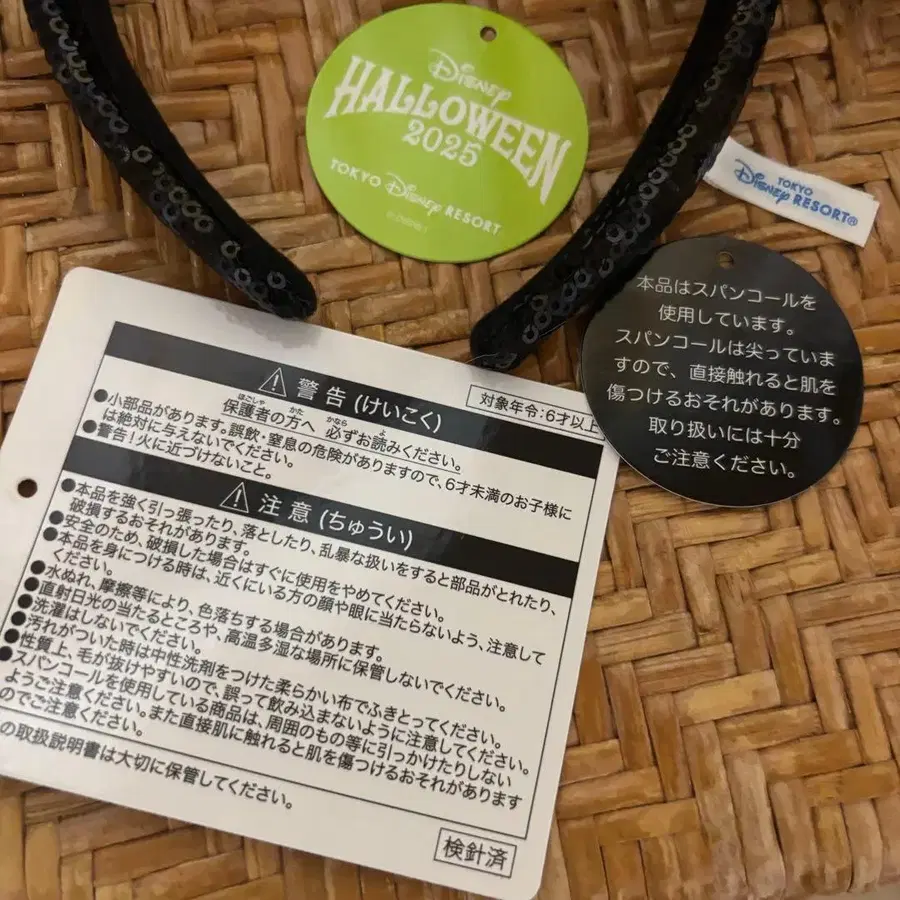 Disney
HALLOWEEN
2025
TOKYO Disney RESORT
TOKYO
Disney RESORT®
本品はスパンコールを
使用しています。
スパンコールは尖っていま
すので、直接触れると肌を
傷つけるおそれがあります。
取り扱いには十分
ご注意ください。
警告(けいこく)
対象年令:6才以上
ほごしゃ かた かなら よ
保護者の方へ 必ずお読みください。
●小部品があります。誤飲・窒息の危険がありますので、6才未満のお子様に
は絶対に与えないでください。
●警告!火に近づけないこと。
注意(ちゅうい)
●本品を強く引っ張ったり、落としたり、乱暴な扱いをすると部品がとれたり、
破損するおそれがあります。
●安全のため、破損した場合はすぐに使用をやめてください。
●本品を身につける時は、近くにいる方の顔や眼に当たらないよう、注意して
ください。
●水ぬれ、摩擦等により、色落ちする場合があります。
●直射日光の当たるところや、高温多湿な場所に保管しないでください。
●洗濯はしないでください。
●汚れがついた時は中性洗剤をつけた柔らかい布でふきとってください。
●性質上、毛が抜けやすいので、誤って飲み込まないように注意してください。
●スパンコールを使用している商品は、周囲のもの等に引っかけたりしない
ようご注意ください。また直接肌に触れると肌を傷つけるおそれがあります
のでご注意ください。
の取扱説明書は大切に保管してください。
検針済